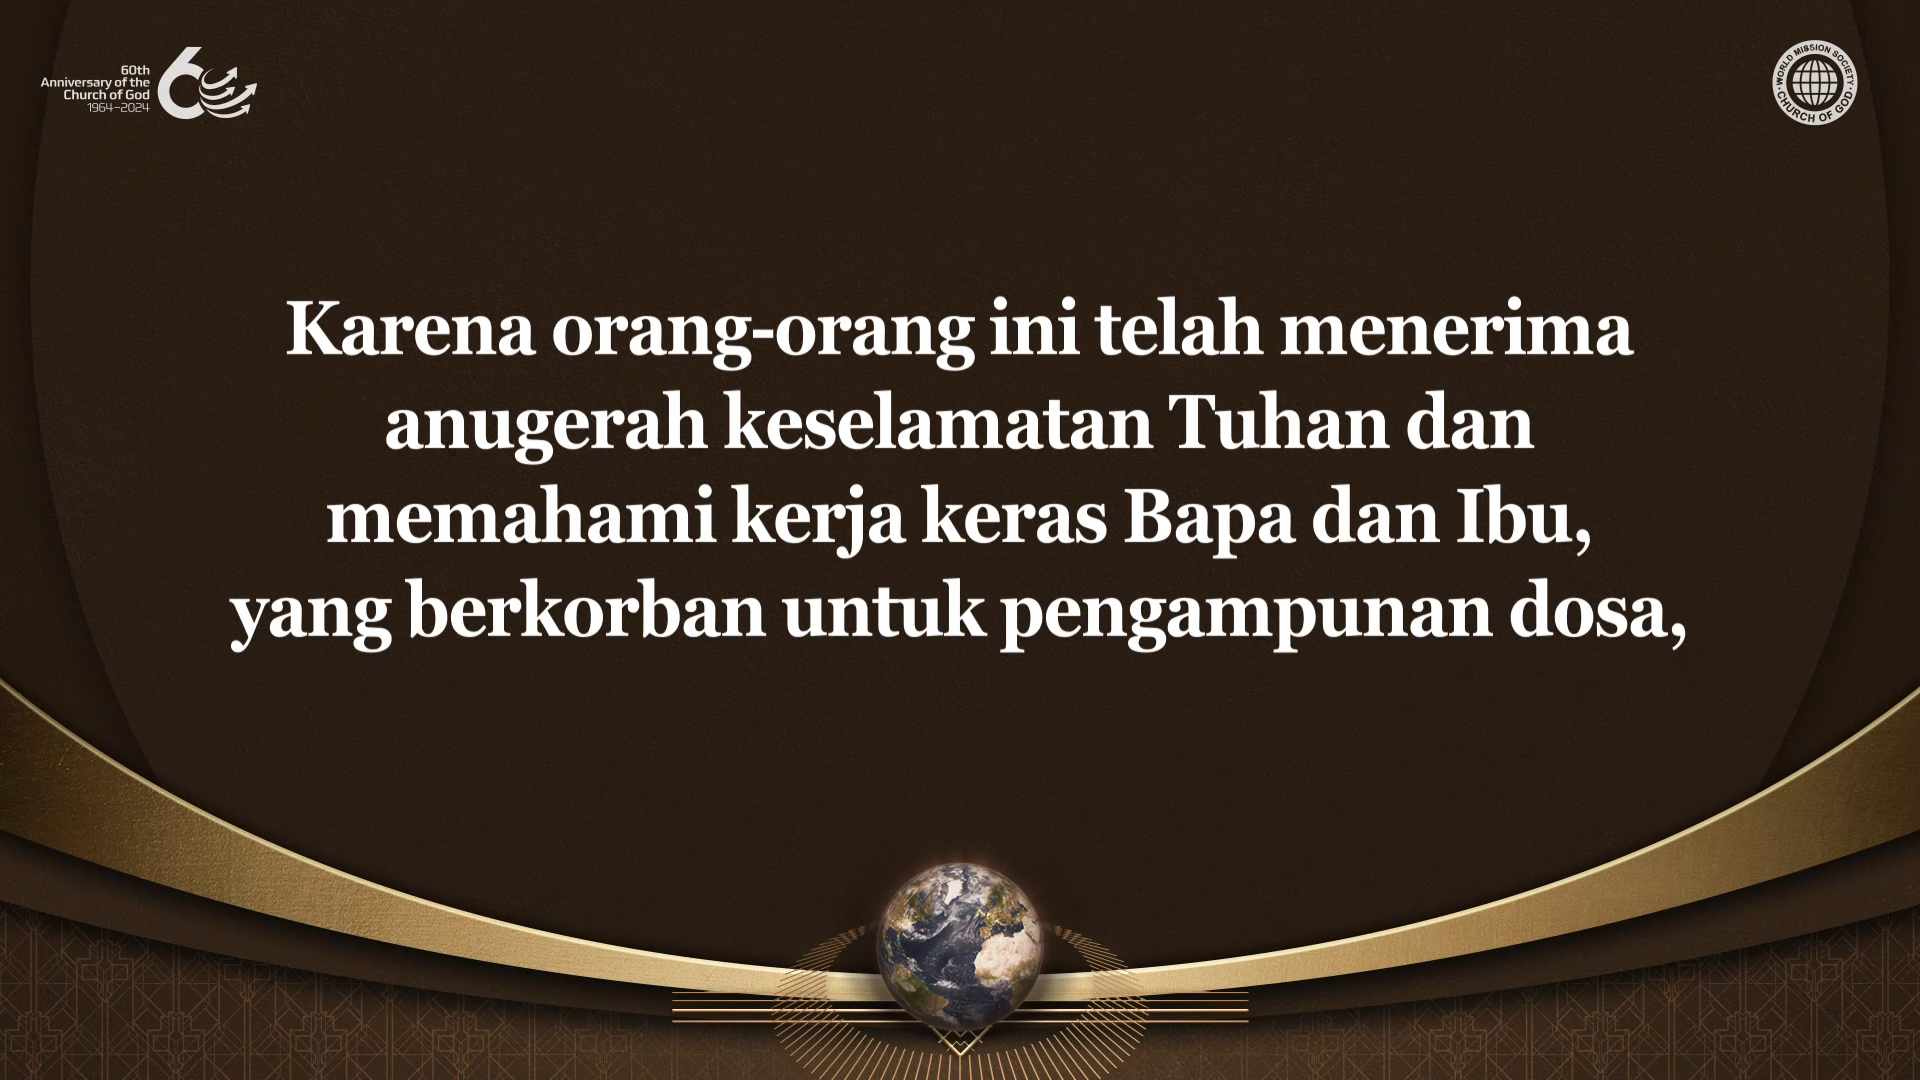 60th
Anniversary of the
Church of God
1964–2024
60
WORLD MISSION SOCIETY
CHURCH OF GOD
Karena orang-orang ini telah menerima
anugerah keselamatan Tuhan dan
memahami kerja keras Bapa dan Ibu,
yang berkorban untuk pengampunan dosa,